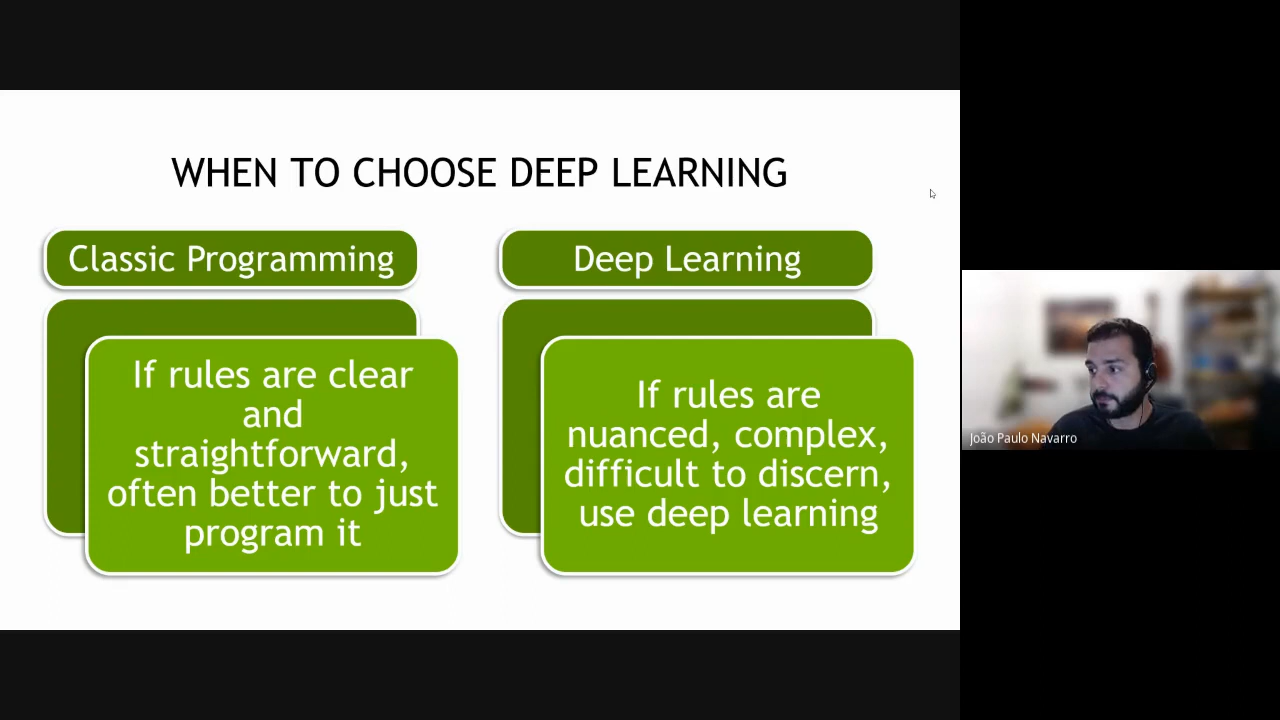 WHEN TO CHOOSE DEEP LEARNING
Classic Programming
If rules are clear
and
straightforward,
often better to just
program it
Deep Learning
If rules are
nuanced, complex,
difficult to discern,
use deep learning
João Paulo Navarro